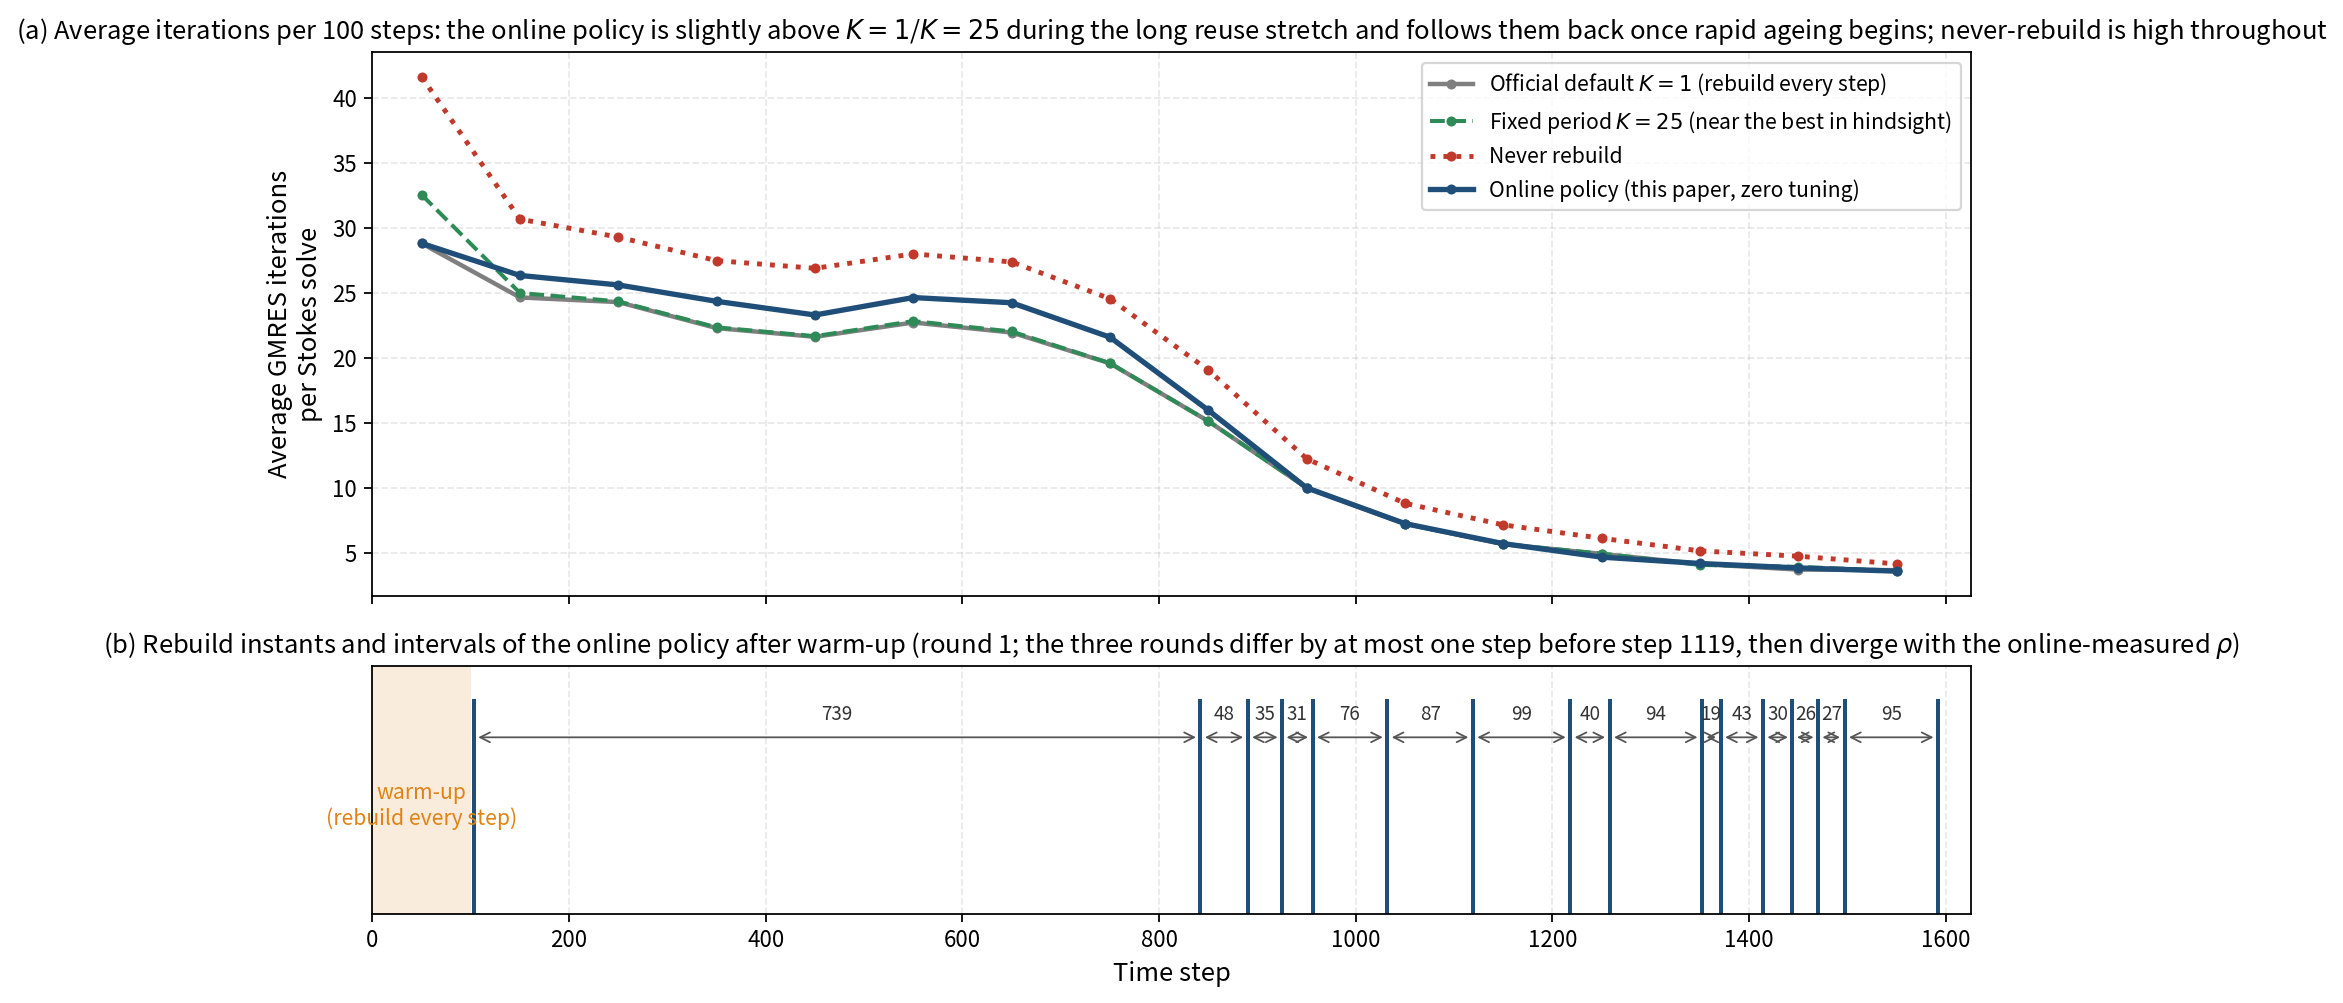 (a) Average iterations per 100 steps: the online policy is slightly above K = 1/K = 25 during the long reuse stretch and follows them back once rapid ageing begins; never-rebuild is high throughout
Average GMRES iterations
per Stokes solve
40
35
30
25
20
15
10
5
Official default K = 1 (rebuild every step)
Fixed period K = 25 (near the best in hindsight)
Never rebuild
Online policy (this paper, zero tuning)
(b) Rebuild instants and intervals of the online policy after warm-up (round 1; the three rounds differ by at most one step before step 1119, then diverge with the online-measured ρ)
739 48 35 31 76 87 99 40 94 19 43 30 26 27 95
warm-up
(rebuild every step)
0 200 400 600 800 1000 1200 1400 1600
Time step